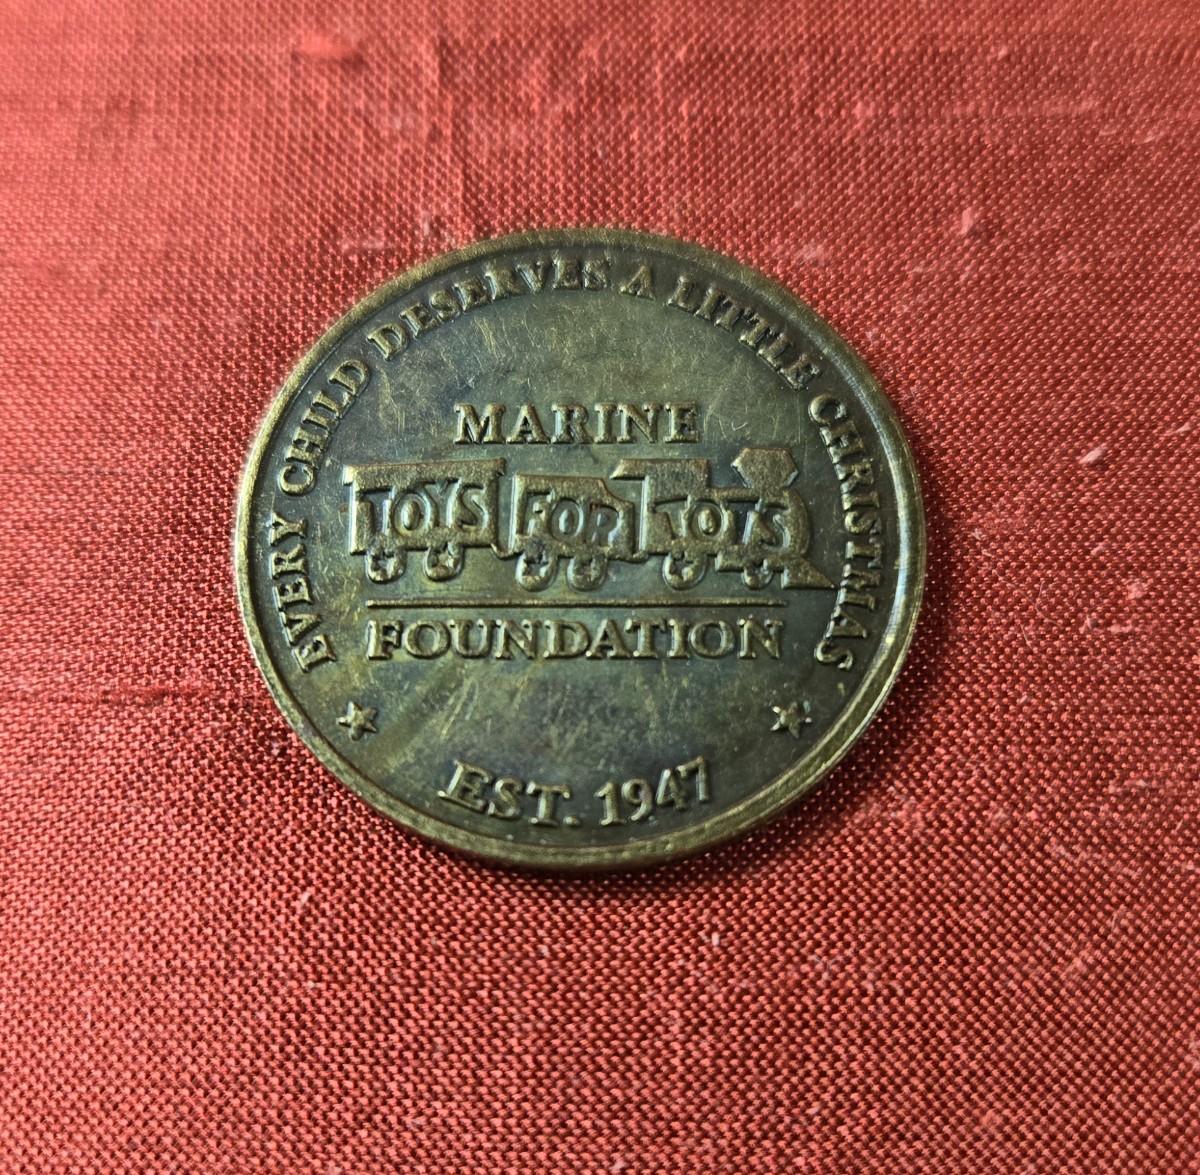 EVERY CHILD DESERVES A LITTLE CHRISTMAS
MARINE
TOYS FOR TOTS
FOUNDATION
EST. 1947